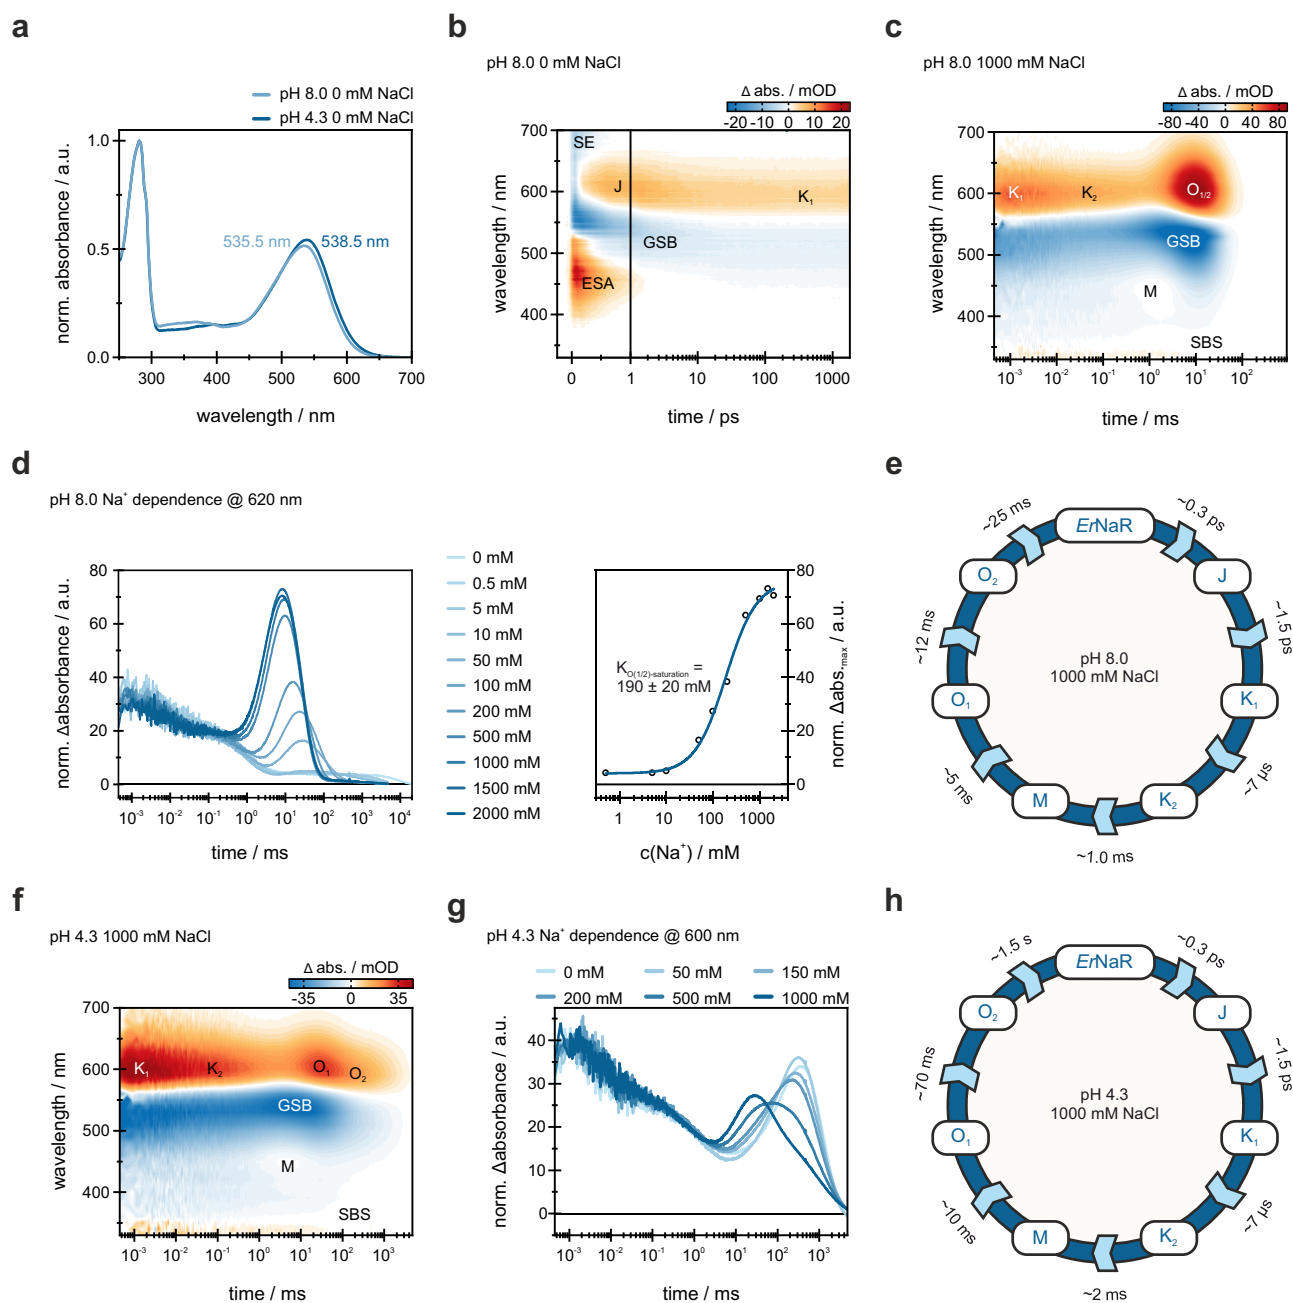 a
pH 8.0 0 mM NaCl
pH 4.3 0 mM NaCl
norm. absorbance / a.u.
1.0
0.5
0.0
535.5 nm
538.5 nm
300 400 500 600 700
wavelength / nm
b
pH 8.0 0 mM NaCl
Δ abs. / mOD
-20 -10 0 10 20
wavelength / nm
700
600
500
400
SE
J
K₁
GSB
ESA
0 1 10 100 1000
time / ps
c
pH 8.0 1000 mM NaCl
Δ abs. / mOD
-80 -40 0 40 80
wavelength / nm
700
600
500
400
K₁
K₂
O₁/₂
GSB
M
SBS
10⁻³ 10⁻² 10⁻¹ 10⁰ 10¹ 10²
time / ms
d
pH 8.0 Na⁺ dependence @ 620 nm
norm. Δabsorbance / a.u.
80
60
40
20
0
10⁻³ 10⁻² 10⁻¹ 10⁰ 10¹ 10² 10³ 10⁴
time / ms
0 mM
0.5 mM
5 mM
10 mM
50 mM
100 mM
200 mM
500 mM
1000 mM
1500 mM
2000 mM
K O(1/2)-saturation =
190 ± 20 mM
80
60
40
20
0
norm. Δabs.max / a.u.
1 10 100 1000
c(Na⁺) / mM
e
ErNaR
~0.3 ps
J
~1.5 ps
K₁
~7 µs
K₂
~1.0 ms
M
~5 ms
O₁
~12 ms
O₂
~25 ms
pH 8.0
1000 mM NaCl
f
pH 4.3 1000 mM NaCl
Δ abs. / mOD
-35 0 35
wavelength / nm
700
600
500
400
K₁
K₂
O₁
O₂
GSB
M
SBS
10⁻³ 10⁻² 10⁻¹ 10⁰ 10¹ 10² 10³
time / ms
g
pH 4.3 Na⁺ dependence @ 600 nm
0 mM 50 mM 150 mM
200 mM 500 mM 1000 mM
norm. Δabsorbance / a.u.
40
30
20
10
0
10⁻³ 10⁻² 10⁻¹ 10⁰ 10¹ 10² 10³
time / ms
h
ErNaR
~0.3 ps
J
~1.5 ps
K₁
~7 µs
K₂
~2 ms
M
~10 ms
O₁
~70 ms
O₂
~1.5 s
pH 4.3
1000 mM NaCl